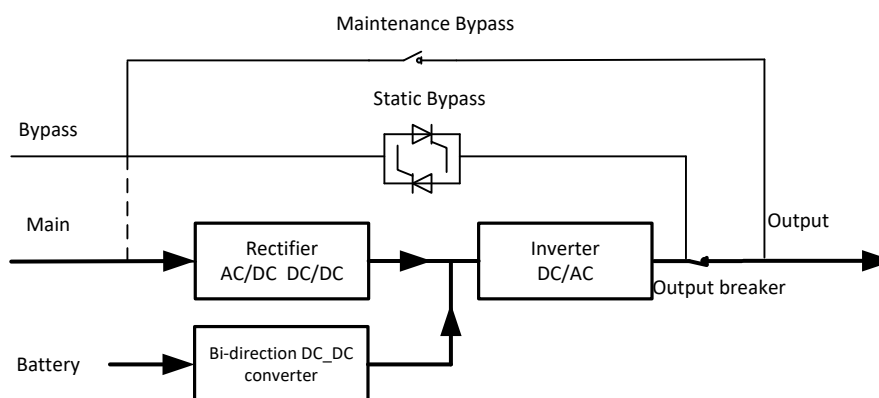 Maintenance Bypass
Static Bypass
Bypass
Main
Output
Rectifier
AC/DC  DC/DC
Inverter
DC/AC
Output breaker
Battery
Bi-direction DC_DC
converter